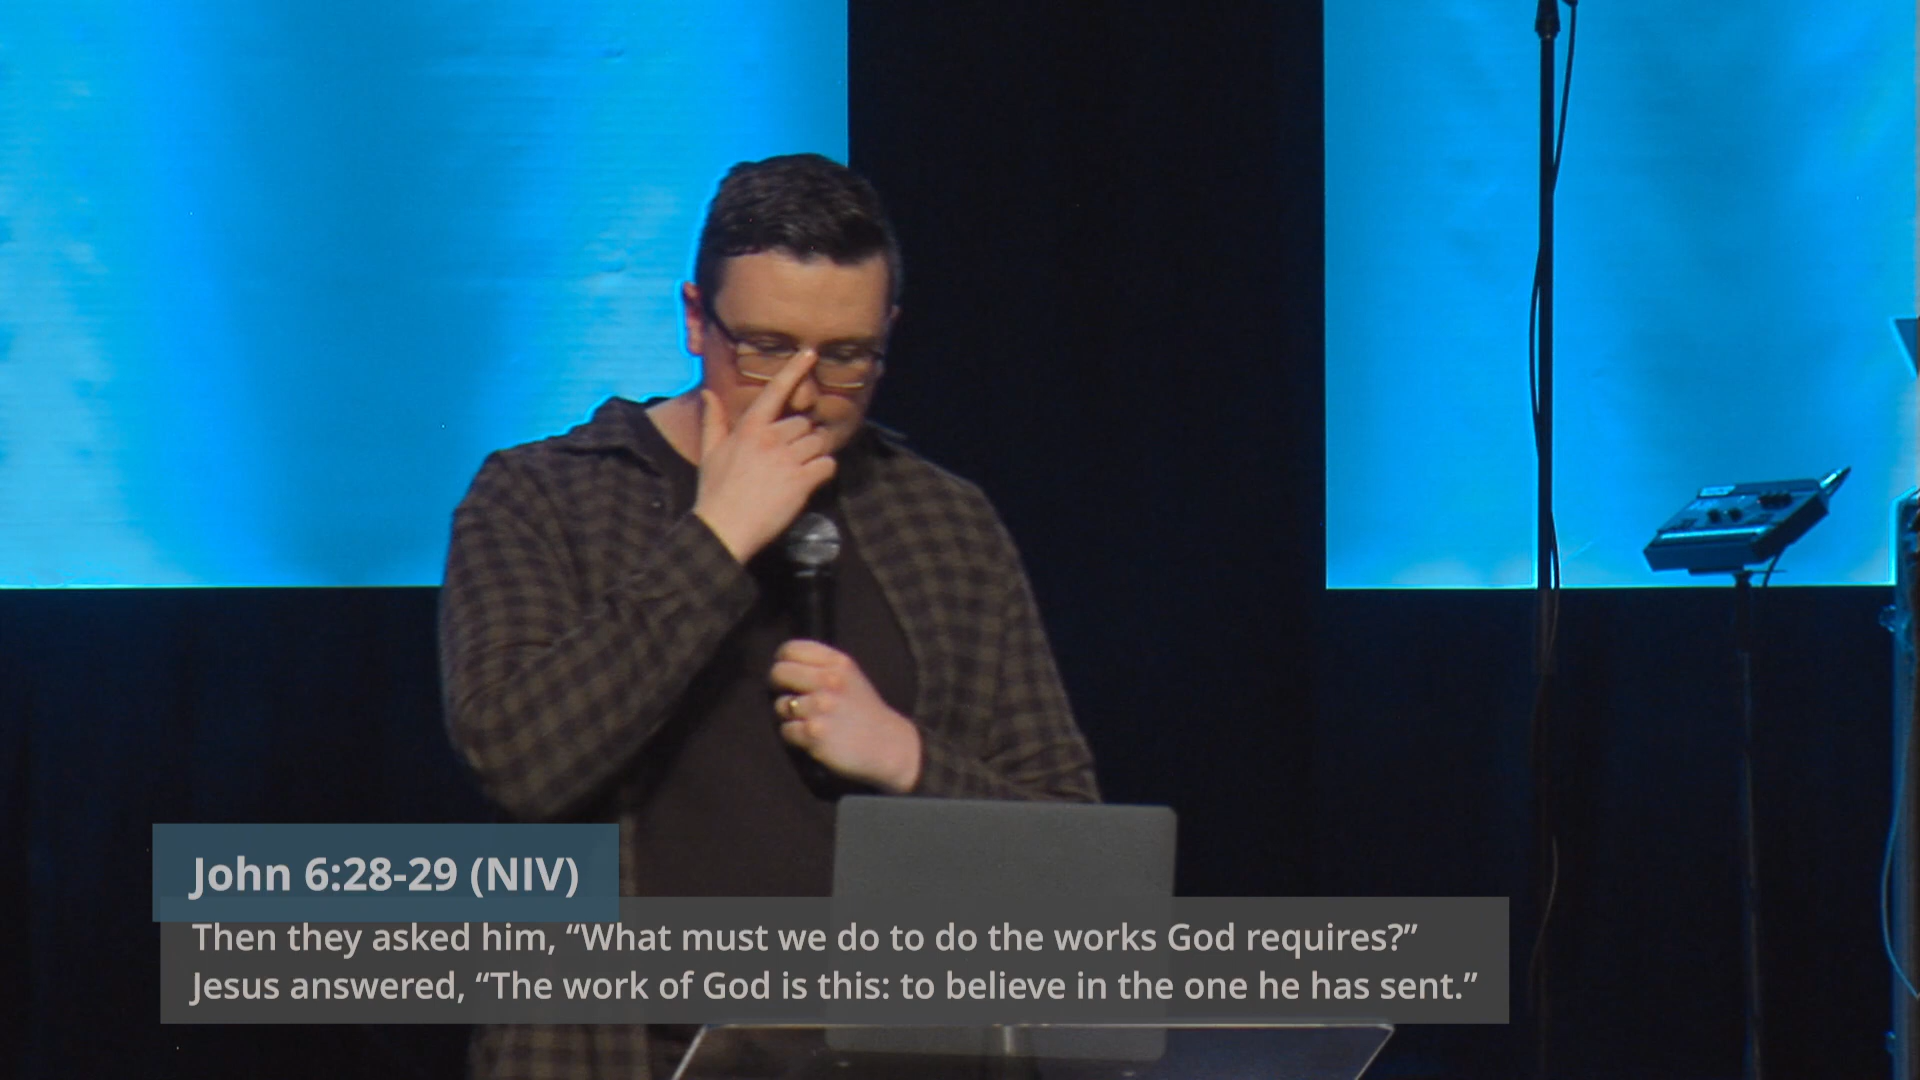 John 6:28-29 (NIV)
Then they asked him, “What must we do to do the works God requires?”
Jesus answered, “The work of God is this: to believe in the one he has sent.”